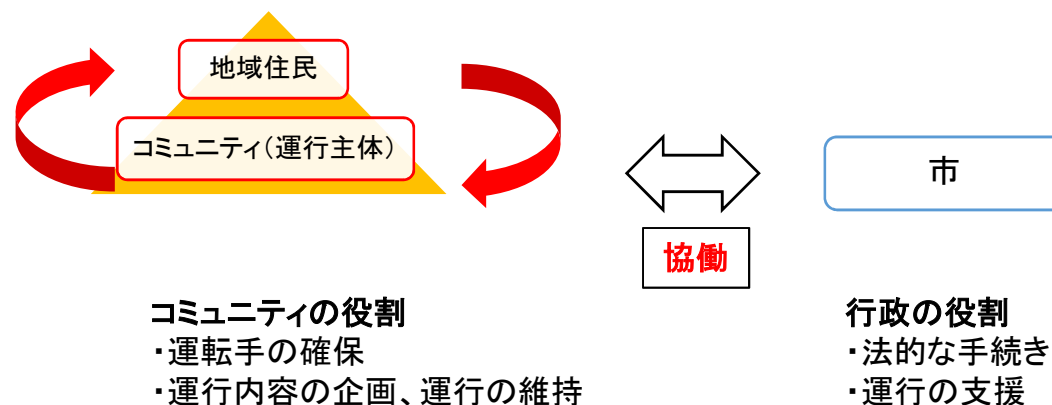 地域住民
コミュニティ(運行主体)
市
協働
コミュニティの役割
・運転手の確保
・運行内容の企画、運行の維持
行政の役割
・法的な手続き
・運行の支援